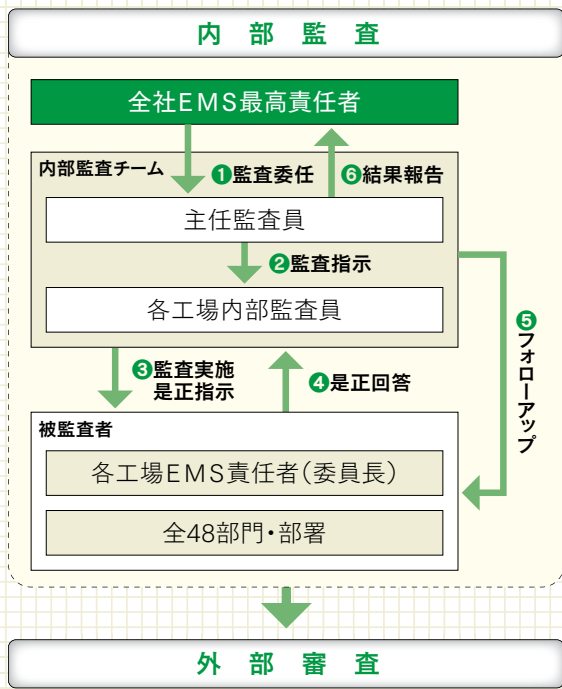 内部監査
全社EMS最高責任者
内部監査チーム
❶監査委任
❻結果報告
主任監査員
❷監査指示
各工場内部監査員
❸監査実施
是正指示
❹是正回答
❺フォローアップ
被監査者
各工場EMS責任者(委員長)
全48部門・部署
外部審査